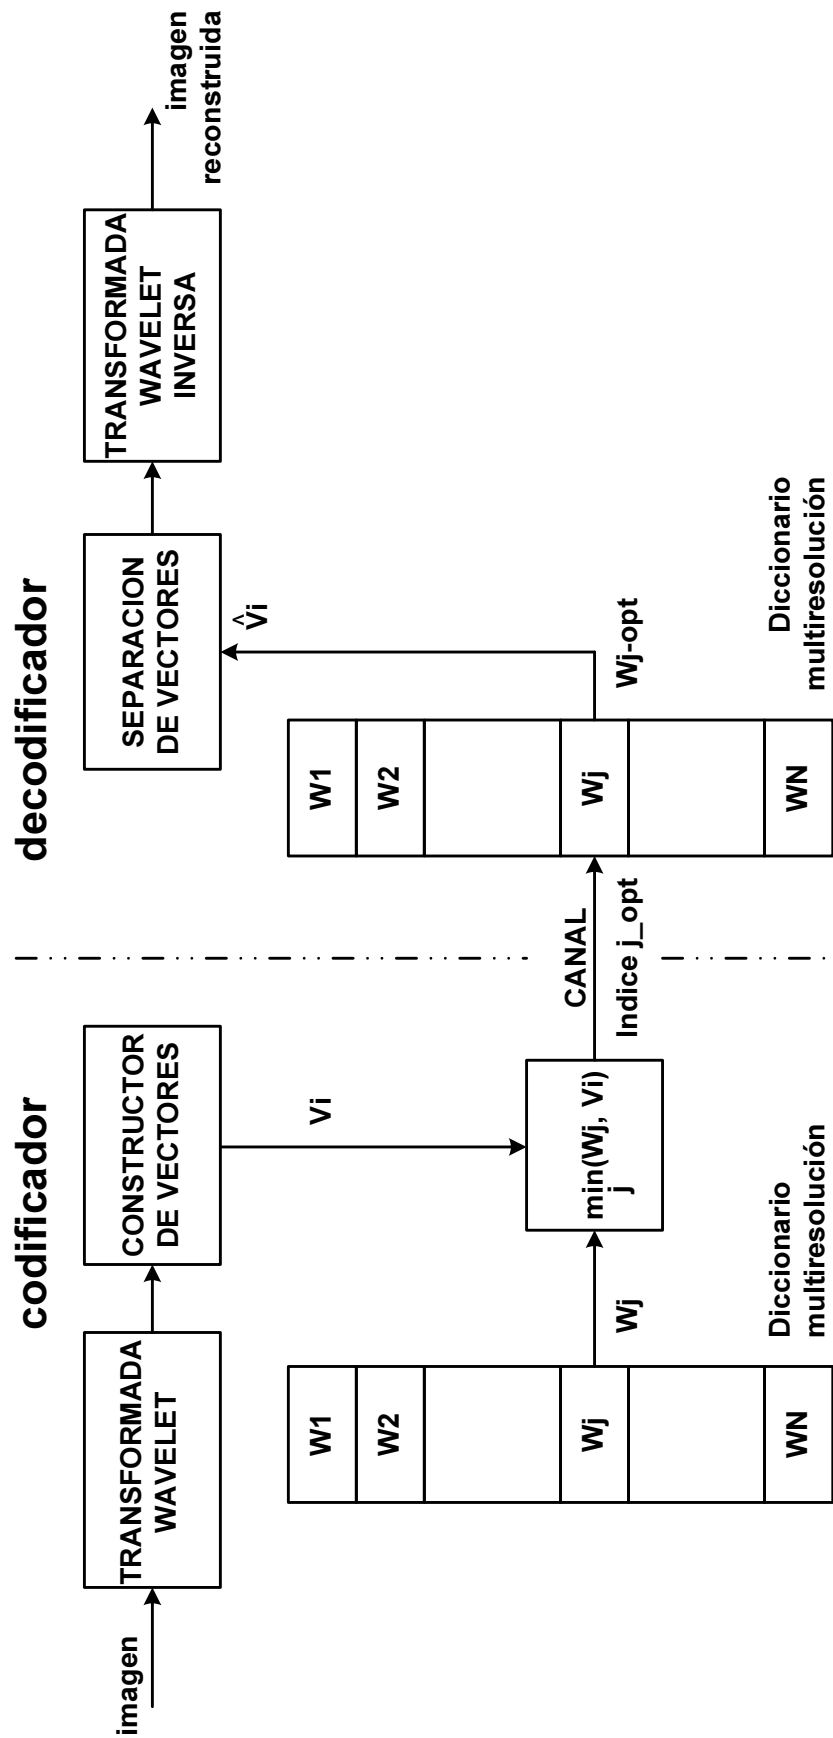 codificador
decodificador
imagen
TRANSFORMADA
WAVELET
CONSTRUCTOR
DE VECTORES
Vi
W1
W2
Wj
WN
Diccionario
multiresolución
Wj
min(Wj, Vi)
j
CANAL
Indice j_opt
W1
W2
Wj
WN
Diccionario
multiresolución
Wj-opt
V̂i
SEPARACION
DE VECTORES
TRANSFORMADA
WAVELET
INVERSA
imagen
reconstruida